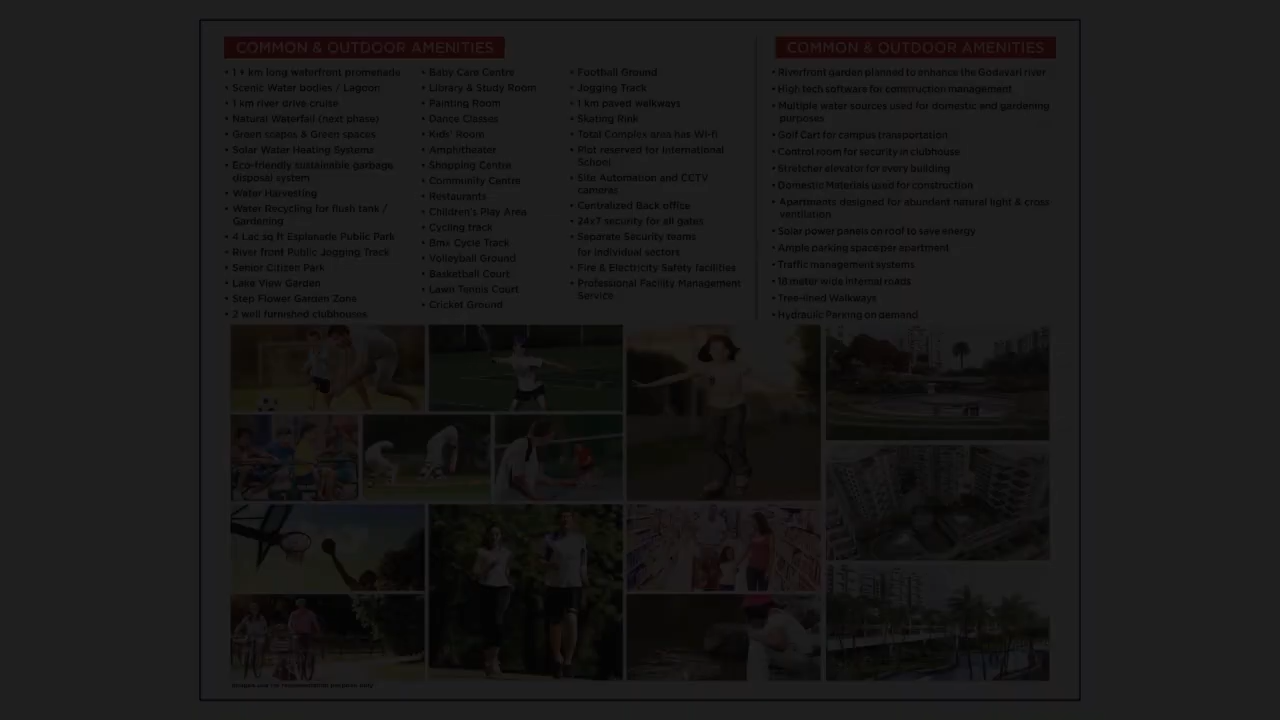 COMMON & OUTDOOR AMENITIES
• 1 + km long waterfront promenade
• Scenic Water bodies / Lagoon
• 1 km river drive cruise
• Natural Waterfall (next phase)
• Green scapes & Green spaces
• Solar Water Heating Systems
• Eco-friendly sustainable garbage
disposal system
• Water Harvesting
• Water Recycling for flush tank /
Gardening
• 4 Lac sq ft Esplanade Public Park
• River front Public Jogging Track
• Senior Citizen Park
• Lake View Garden
• Step Flower Garden Zone
• 2 well furnished clubhouses
• Baby Care Centre
• Library & Study Room
• Painting Room
• Dance Classes
• Kids' Room
• Amphitheater
• Shopping Centre
• Community Centre
• Restaurants
• Children's Play Area
• Cycling track
• Bmx Cycle Track
• Volleyball Ground
• Basketball Court
• Lawn Tennis Court
• Cricket Ground
• Football Ground
• Jogging Track
• 1 km paved walkways
• Skating Rink
• Total Complex area has Wi-fi
• Plot reserved for International
School
• Site Automation and CCTV
cameras
• Centralized Back office
• 24x7 security for all gates
• Separate Security teams
for individual sectors
• Fire & Electricity Safety facilities
• Professional Facility Management
Service
COMMON & OUTDOOR AMENITIES
• Riverfront garden planned to enhance the Godavari river
• High tech software for construction management
• Multiple water sources used for domestic and gardening
purposes
• Golf Cart for campus transportation
• Control room for security in clubhouse
• Stretcher elevator for every building
• Domestic Materials used for construction
• Apartments designed for abundant natural light & cross
ventilation
• Solar power panels on roof to save energy
• Ample parking space per apartment
• Traffic management systems
• 18 meter wide internal roads
• Tree-lined Walkways
• Hydraulic Parking on demand